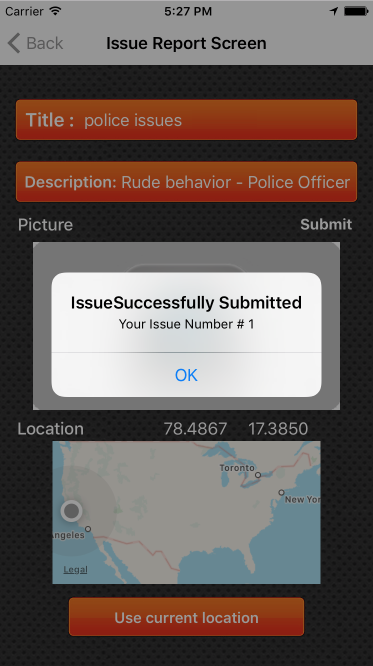 Carrier 5:27 PM
Back Issue Report Screen
Title : police issues
Description: Rude behavior - Police Officer
Picture Submit
IssueSuccessfully Submitted
Your Issue Number # 1
OK
Location 78.4867 17.3850
Toronto
New Yor
ngeles
Legal
Use current location